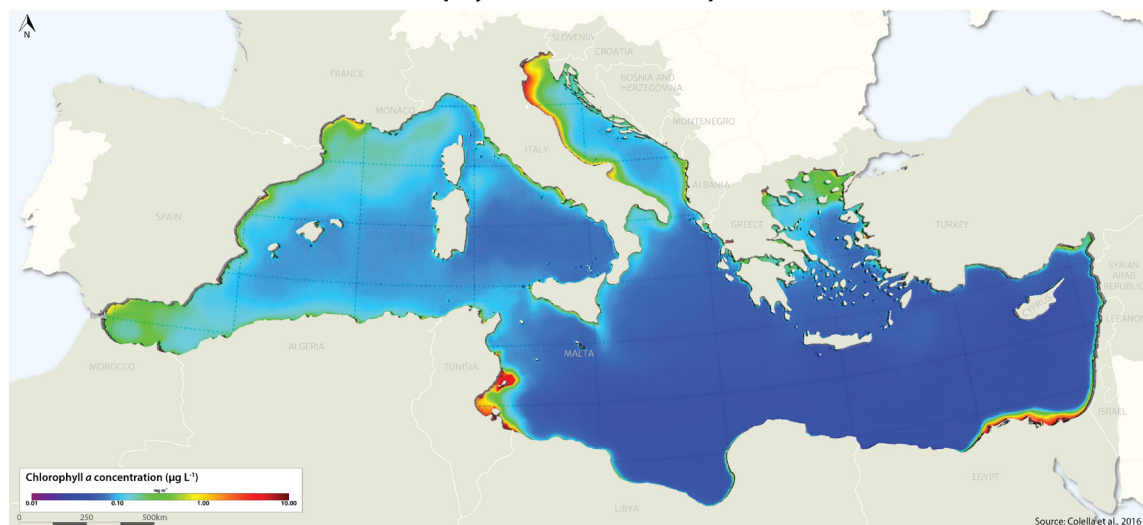 N
SLOVENIA
CROATIA
FRANCE
BOSNIA AND
HERZEGOVINA
MONACO
MONTENEGRO
ITALY
ALBANIA
SPAIN
GREECE
TURKEY
SYRIAN
ARAB
REPUBLIC
CYPRUS
LEBANON
ALGERIA
MALTA
MOROCCO
TUNISIA
ISRAEL
Chlorophyll a concentration (µg L⁻¹)
mg m⁻³
0.01 0.10 1.00 10.00
EGYPT
LIBYA
0 250 500km
Source: Colella et al., 2016